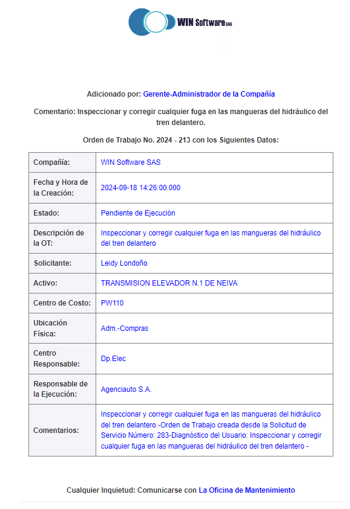 WIN Software SAS
Adicionado por: Gerente-Administrador de la Compañía
Comentario: Inspeccionar y corregir cualquier fuga en las mangueras del hidráulico del
tren delantero.
Orden de Trabajo No. 2024 - 213 con los Siguientes Datos:
Compañía: WIN Software SAS
Fecha y Hora de
la Creación: 2024-09-18 14:26:00.000
Estado: Pendiente de Ejecución
Descripción de
la OT: Inspeccionar y corregir cualquier fuga en las mangueras del hidráulico
del tren delantero
Solicitante: Leidy Londoño
Activo: TRANSMISION ELEVADOR N.1 DE NEIVA
Centro de Costo: PW110
Ubicación
Física: Adm.-Compras
Centro
Responsable: Dp.Elec
Responsable de
la Ejecución: Agenciauto S.A.
Comentarios:
Inspeccionar y corregir cualquier fuga en las mangueras del hidráulico
del tren delantero.-Orden de Trabajo creada desde la Solicitud de
Servicio Número: 283-Diagnóstico del Usuario: Inspeccionar y corregir
cualquier fuga en las mangueras del hidráulico del tren delantero -
Cualquier Inquietud: Comunicarse con La Oficina de Mantenimiento